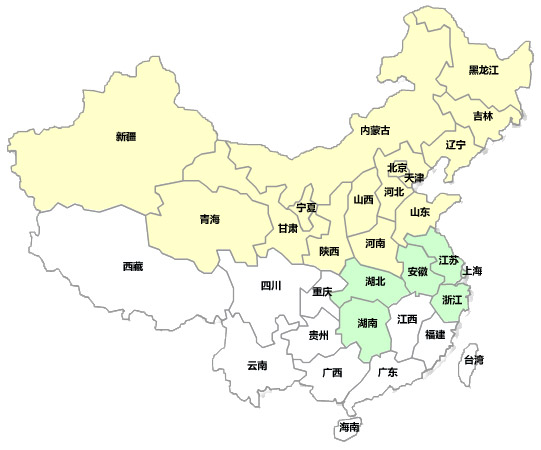 黑龙江
吉林
新疆
内蒙古
辽宁
北京
天津
河北
山西
宁夏
山东
青海
甘肃
河南
陕西
江苏
西藏
安徽
上海
湖北
四川
重庆
浙江
江西
湖南
贵州
福建
台湾
云南
广西
广东
海南